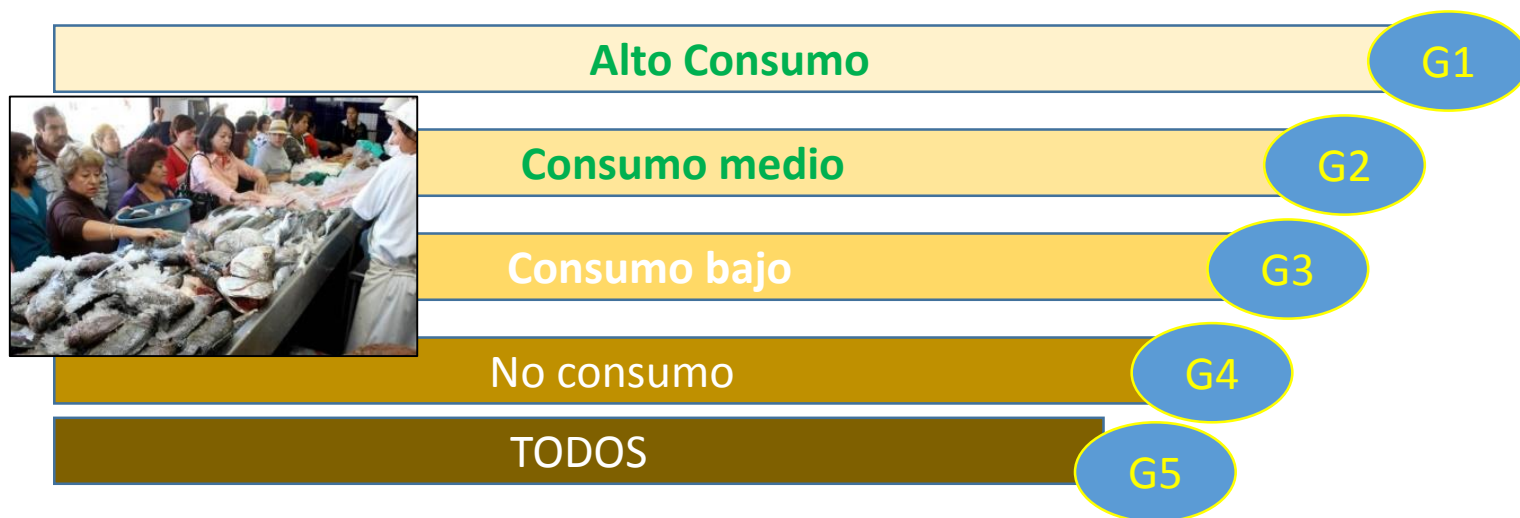 Alto Consumo G1
Consumo medio G2
Consumo bajo G3
No consumo G4
TODOS G5